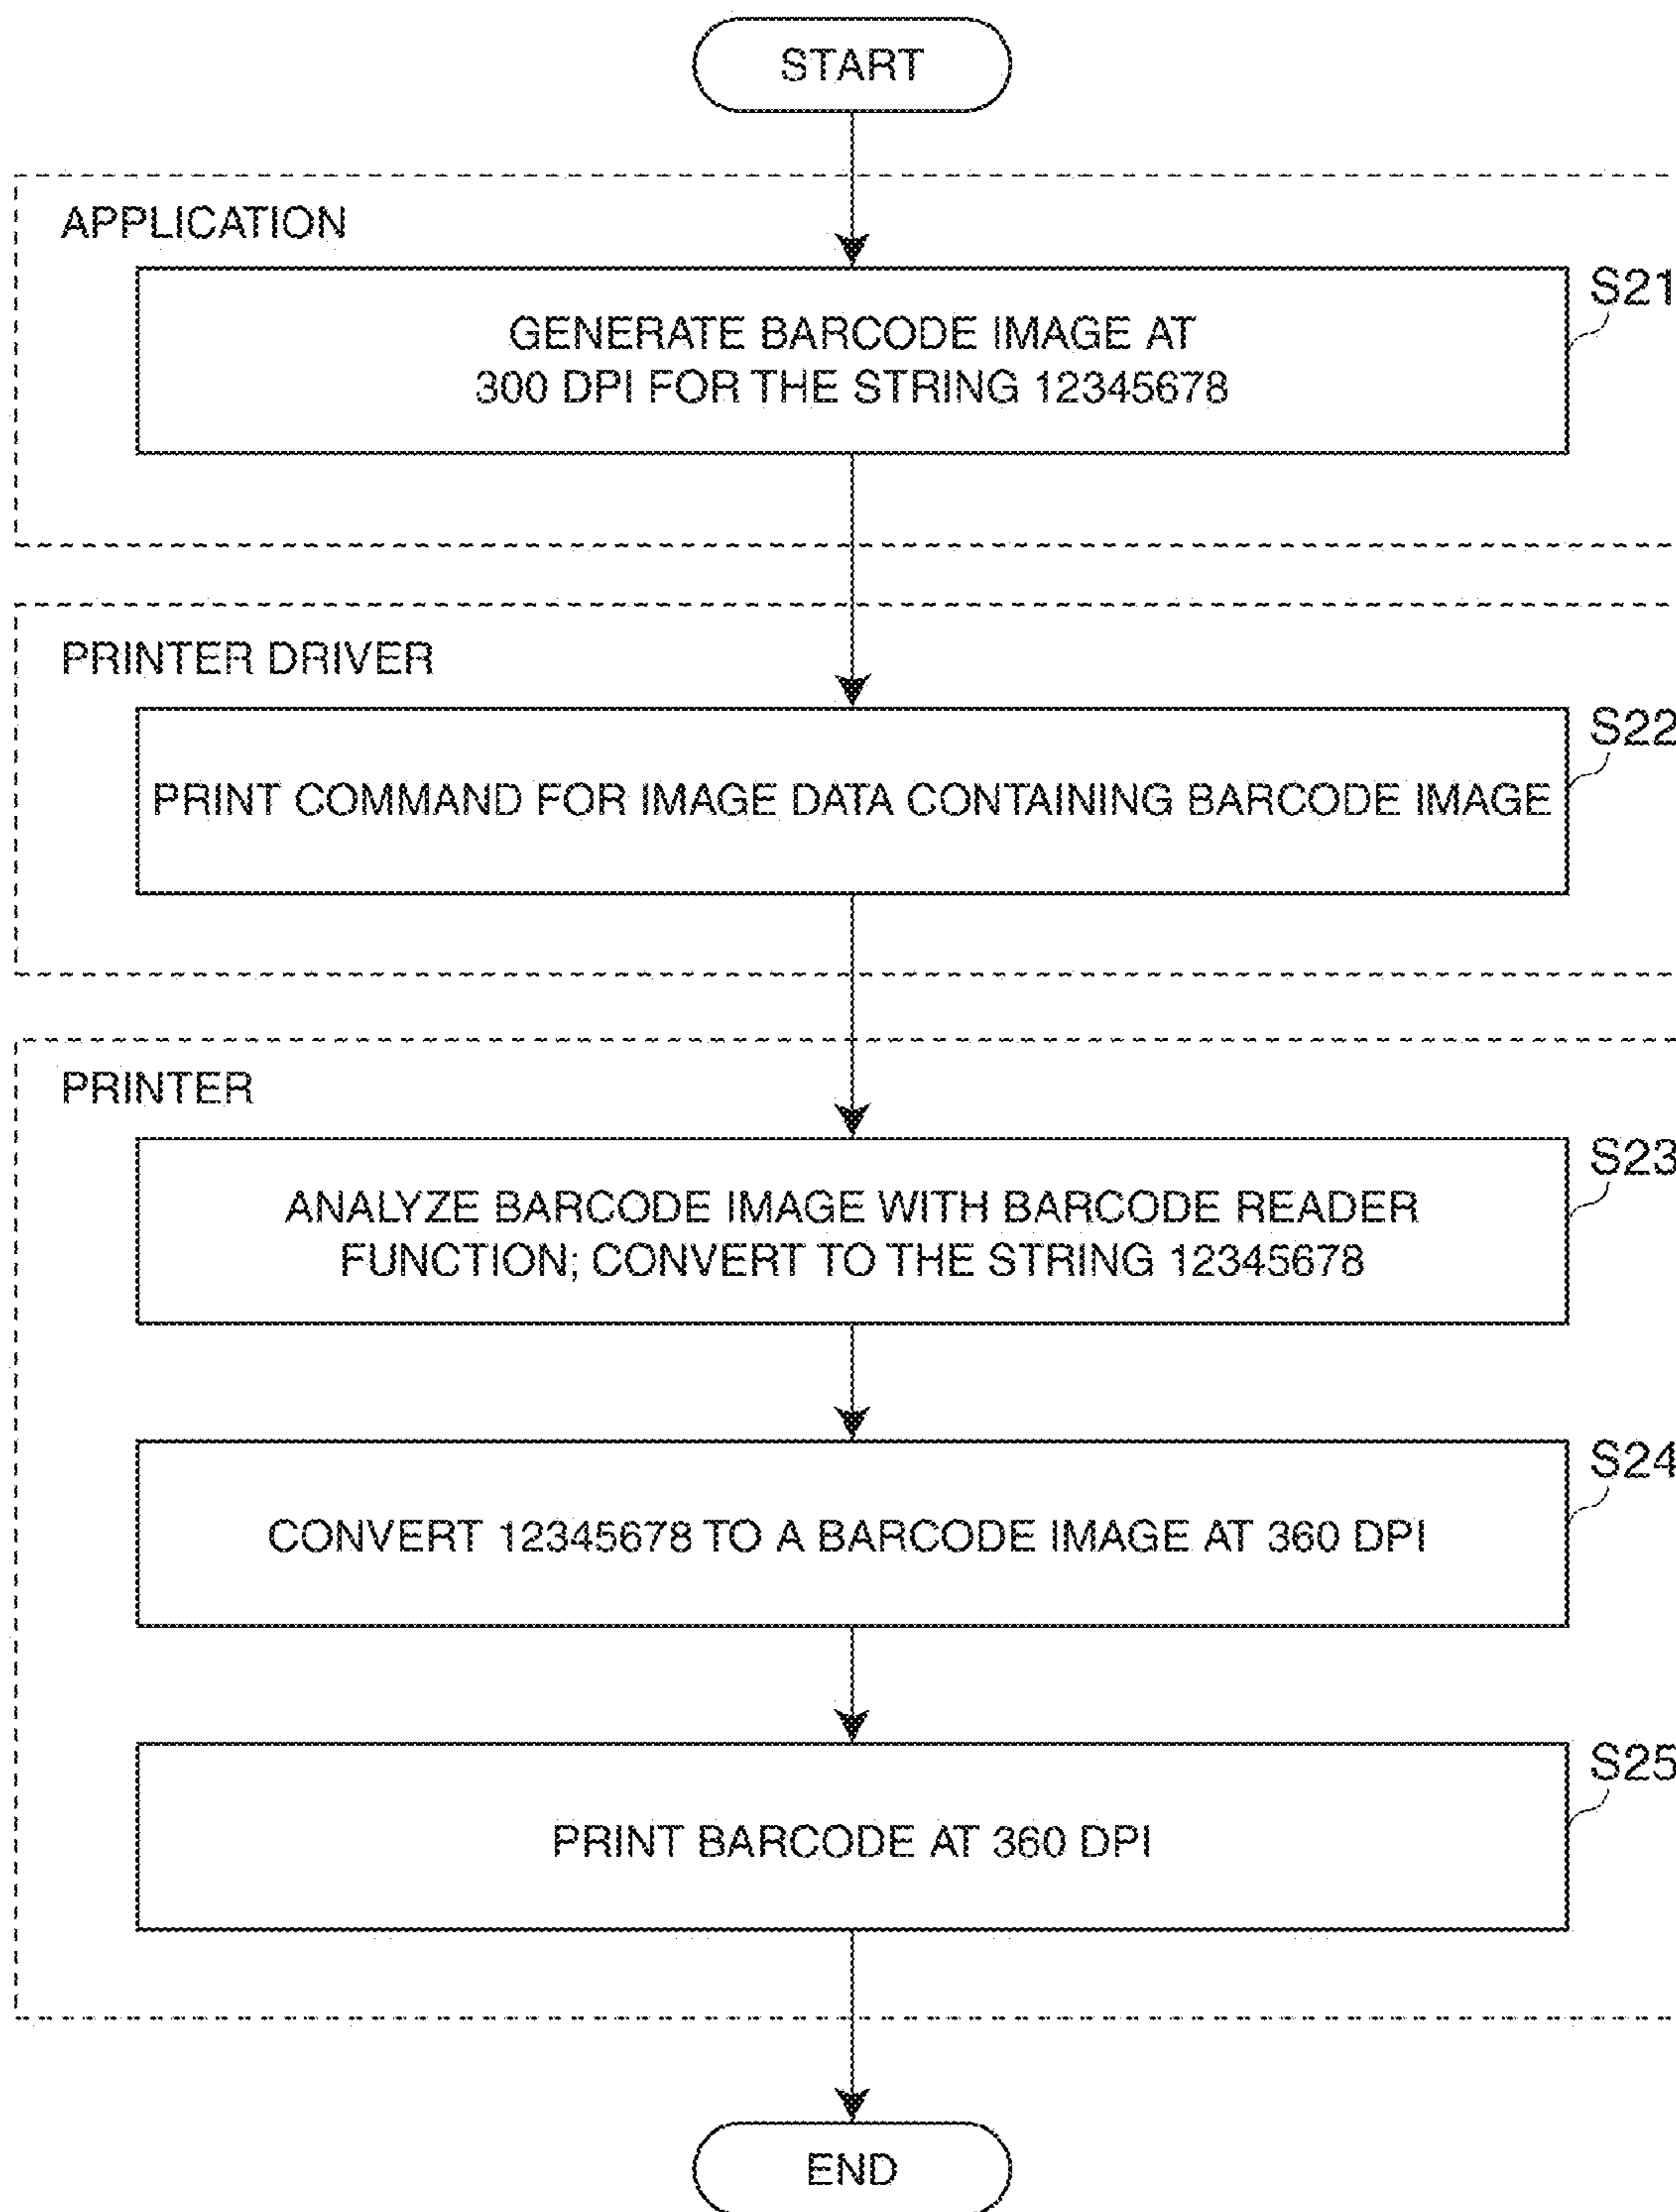 START
APPLICATION
S21
GENERATE BARCODE IMAGE AT
300 DPI FOR THE STRING 12345678
PRINTER DRIVER
S22
PRINT COMMAND FOR IMAGE DATA CONTAINING BARCODE IMAGE
PRINTER
S23
ANALYZE BARCODE IMAGE WITH BARCODE READER
FUNCTION; CONVERT TO THE STRING 12345678
S24
CONVERT 12345678 TO A BARCODE IMAGE AT 360 DPI
S25
PRINT BARCODE AT 360 DPI
END